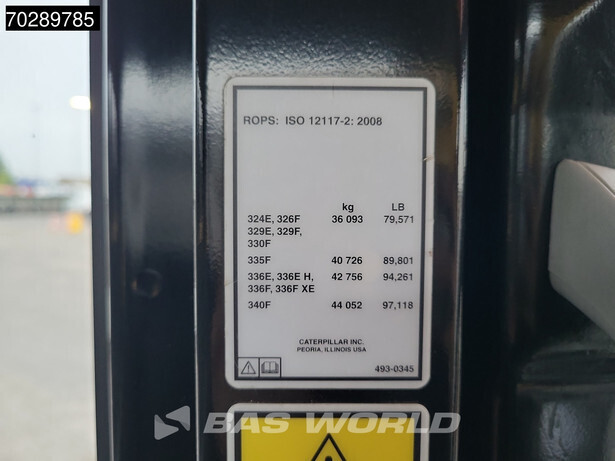 70289785
ROPS: ISO 12117-2: 2008
kg LB
324E, 326F 36 093 79,571
329E, 329F,
330F
335F 40 726 89,801
336E, 336E H, 42 756 94,261
336F, 336F XE
340F 44 052 97,118
CATERPILLAR INC.
PEORIA, ILLINOIS USA
493-0345
BAS WORLD